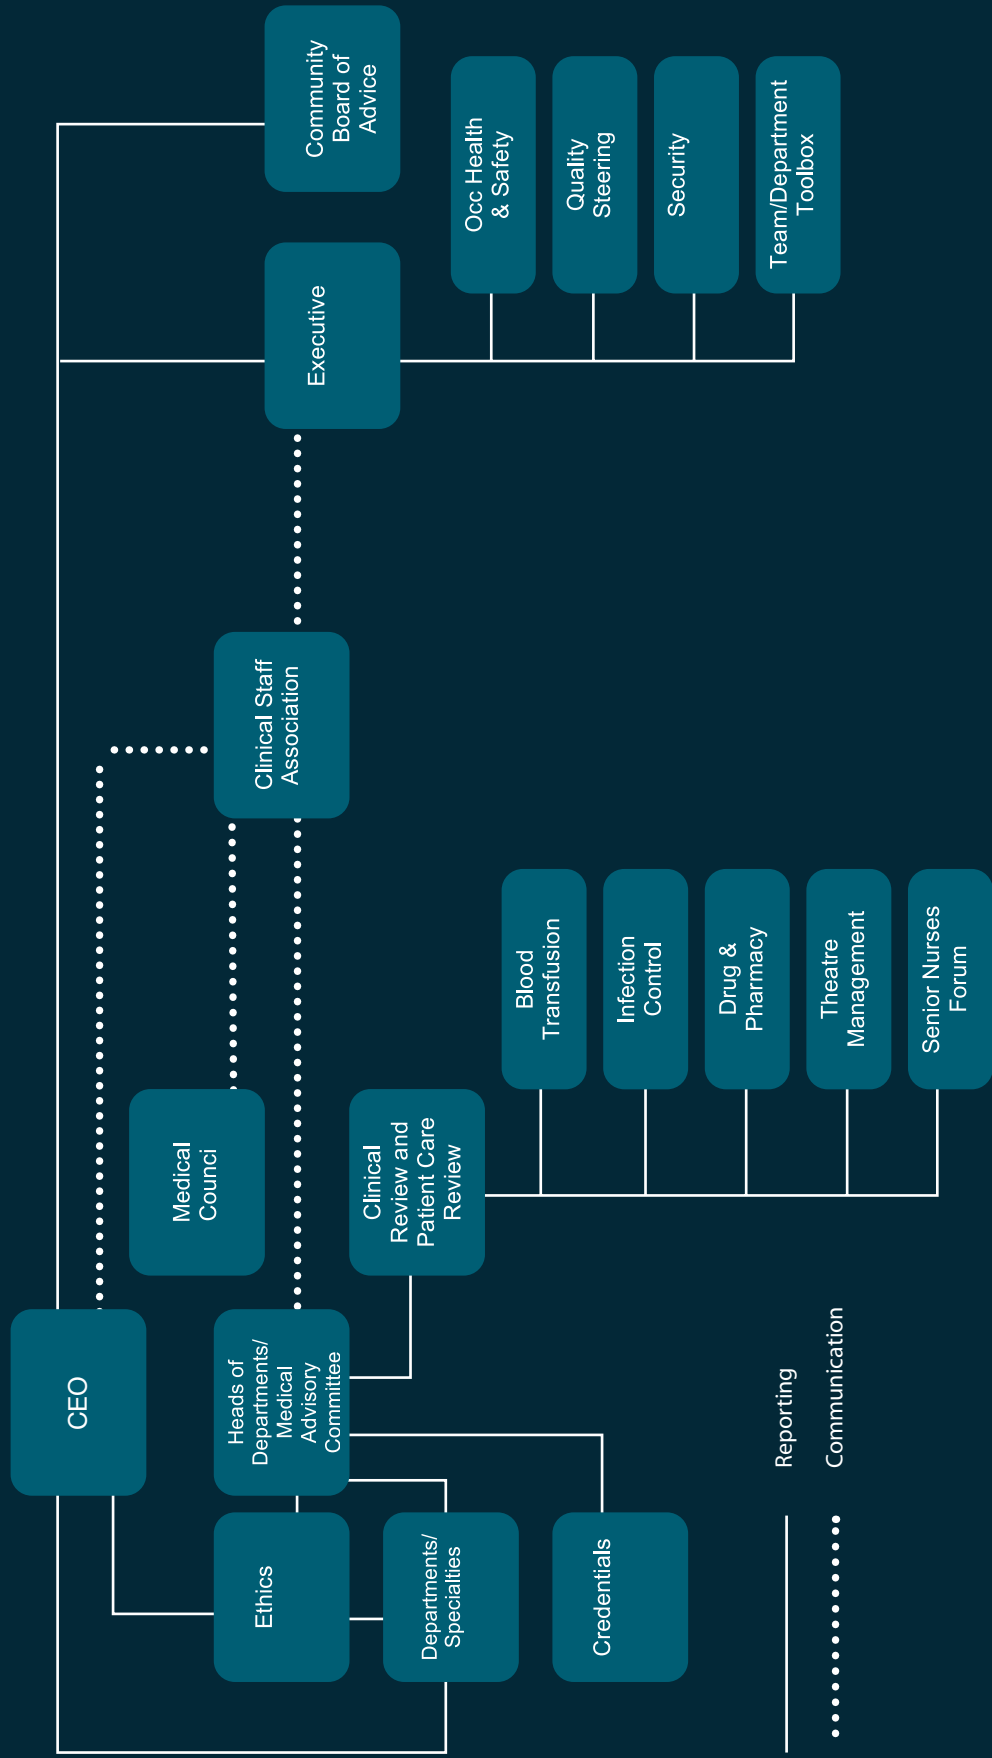 CEO
Medical
Counci
Clinical Staff
Association
Community
Board of
Advice
Executive
Ethics
Heads of
Departments/
Medical
Advisory
Committee
Departments/
Specialties
Credentials
Clinical
Review and
Patient Care
Review
Blood
Transfusion
Infection
Control
Drug &
Pharmacy
Theatre
Management
Senior Nurses
Forum
Occ Health
& Safety
Quality
Steering
Security
Team/Department
Toolbox
Reporting
Communication